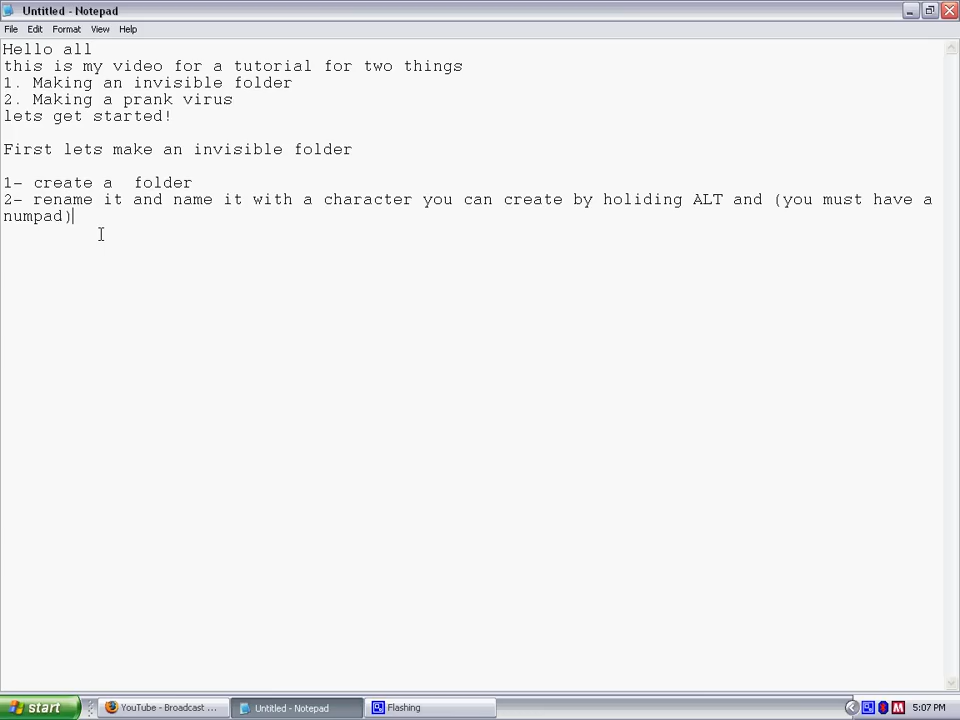 Untitled - Notepad
File Edit Format View Help
Hello all
this is my video for a tutorial for two things
1. Making an invisible folder
2. Making a prank virus
lets get started!
First lets make an invisible folder
1- create a  folder
2- rename it and name it with a character you can create by holiding ALT and (you must have a
numpad)
start YouTube - Broadcast ... Untitled - Notepad Flashing 5:07 PM